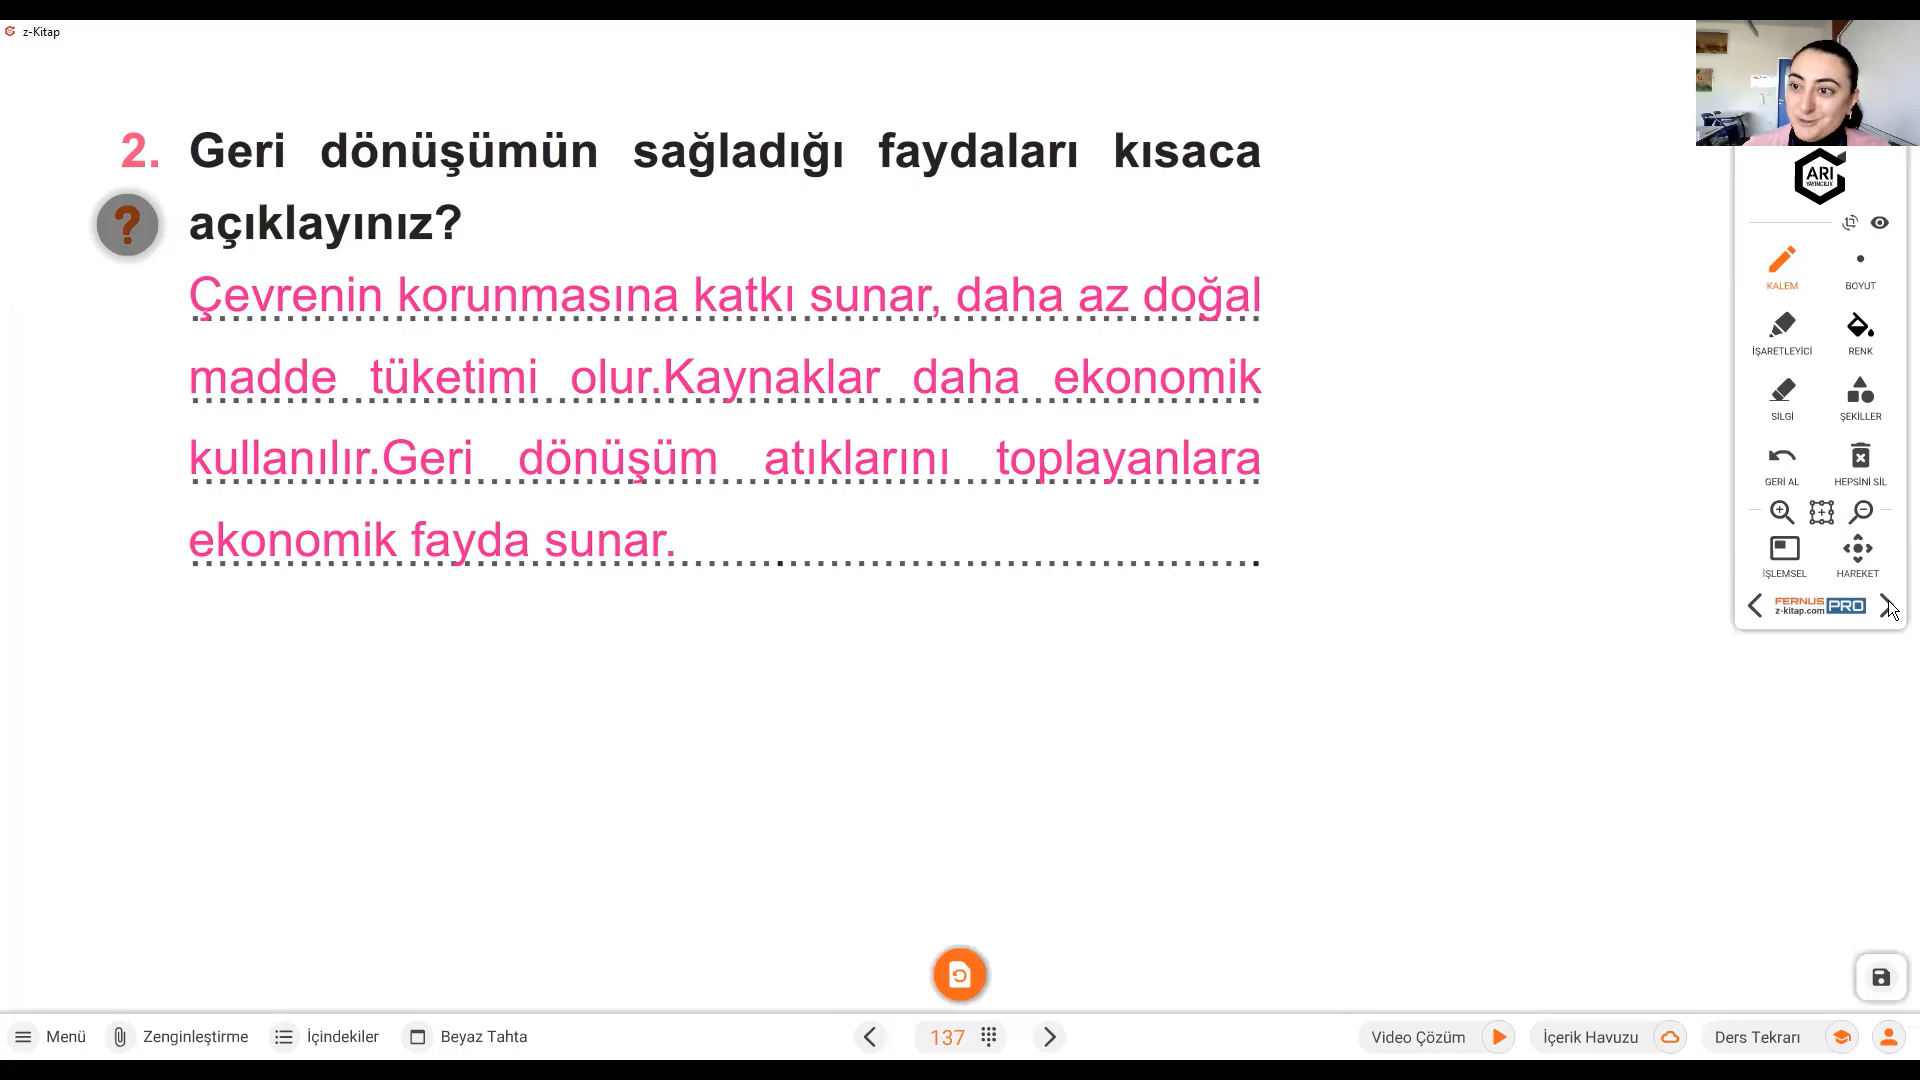 z-Kitap
2. Geri dönüşümün sağladığı faydaları kısaca
? açıklayınız?
Çevrenin korunmasına katkı sunar, daha az doğal
madde tüketimi olur.Kaynaklar daha ekonomik
kullanılır.Geri dönüşüm atıklarını toplayanlara
ekonomik fayda sunar.
ARI
YAYINCILIK
KALEM
BOYUT
İŞARETLEYİCİ
RENK
SİLGİ
ŞEKİLLER
GERİ AL
HEPSİNİ SİL
İŞLEMSEL
HAREKET
FERNUS
z-kitap.com PRO
Menü
Zenginleştirme
İçindekiler
Beyaz Tahta
137
Video Çözüm
İçerik Havuzu
Ders Tekrarı